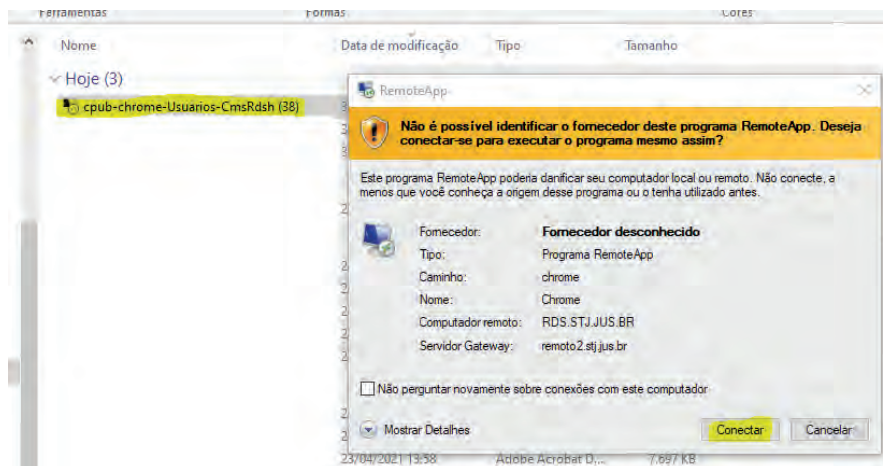 Ferramentas Formas Cores
Nome Data de modificação Tipo Tamanho
Hoje (3)
cpub-chrome-Usuarios-CmsRdsh (38)
RemoteApp
Não é possível identificar o fornecedor deste programa RemoteApp. Deseja
conectar-se para executar o programa mesmo assim?
Este programa RemoteApp poderia danificar seu computador local ou remoto. Não conecte, a
menos que você conheça a origem desse programa ou o tenha utilizado antes.
Fornecedor: Fornecedor desconhecido
Tipo: Programa RemoteApp
Caminho: chrome
Nome: Chrome
Computador remoto: RDS.STJ.JUS.BR
Servidor Gateway: remoto2.stj.jus.br
Não perguntar novamente sobre conexões com este computador
Mostrar Detalhes Conectar Cancelar
23/04/2021 13:58 Adobe Acrobat D... 7.697 KB